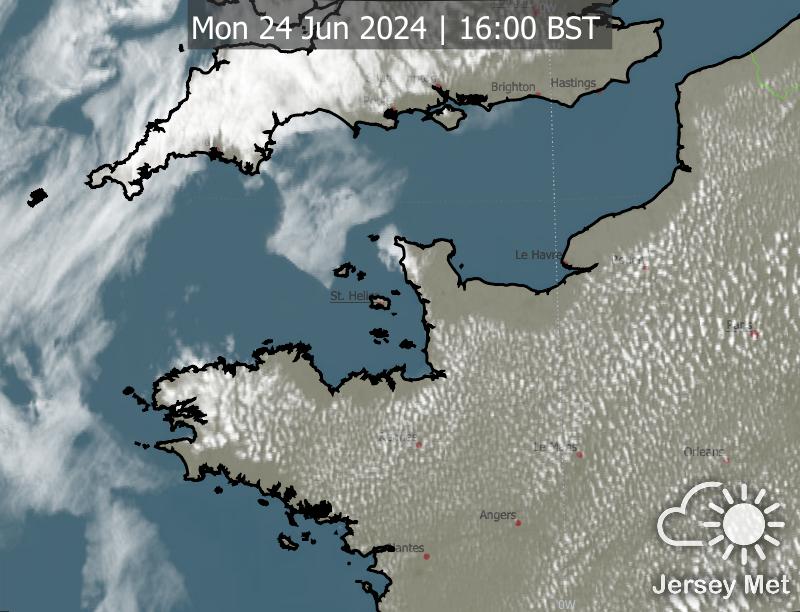 Mon 24 Jun 2024 | 16:00 BST
Brighton
Hastings
Le Havre
St. Helier
Paris
Rennes
Le Mans
Orleans
Angers
Nantes
Jersey Met
0W